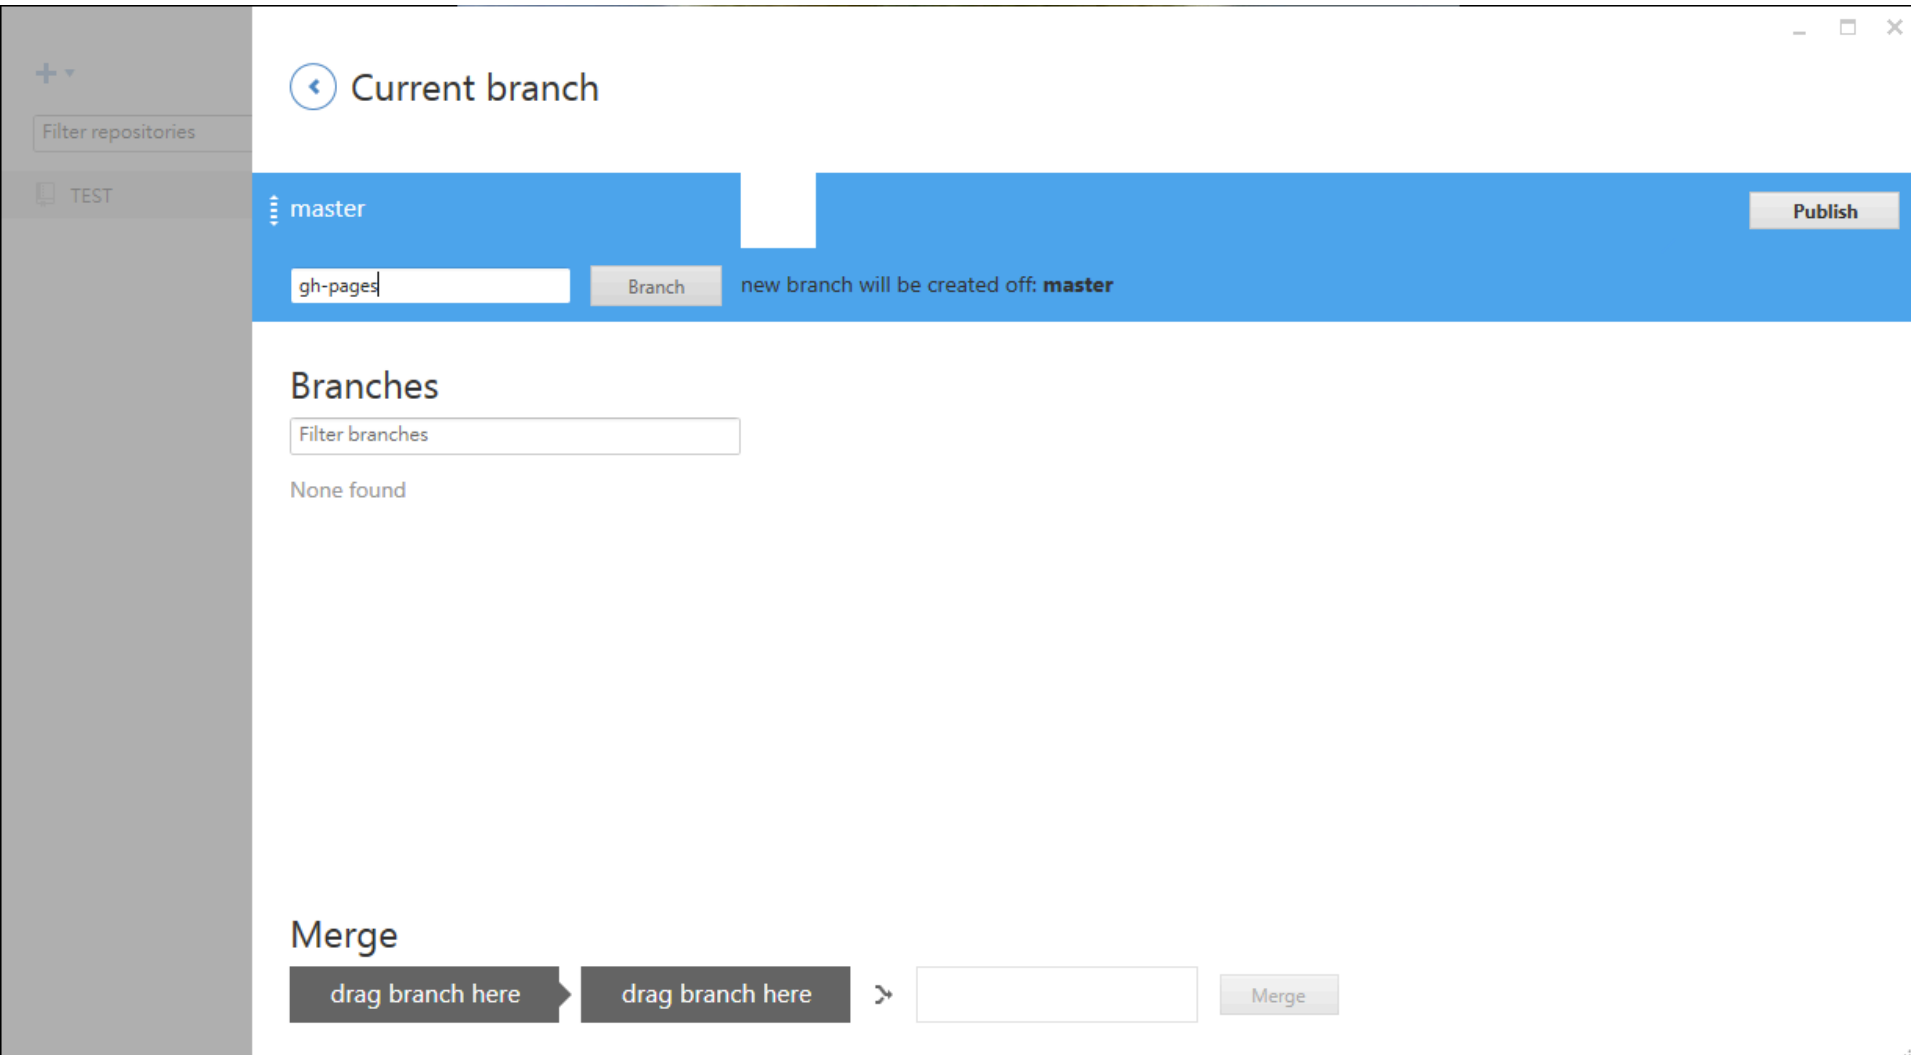 Current branch
Filter repositories
TEST
master
Publish
gh-pages
Branch
new branch will be created off: master
Branches
Filter branches
None found
Merge
drag branch here
drag branch here
Merge